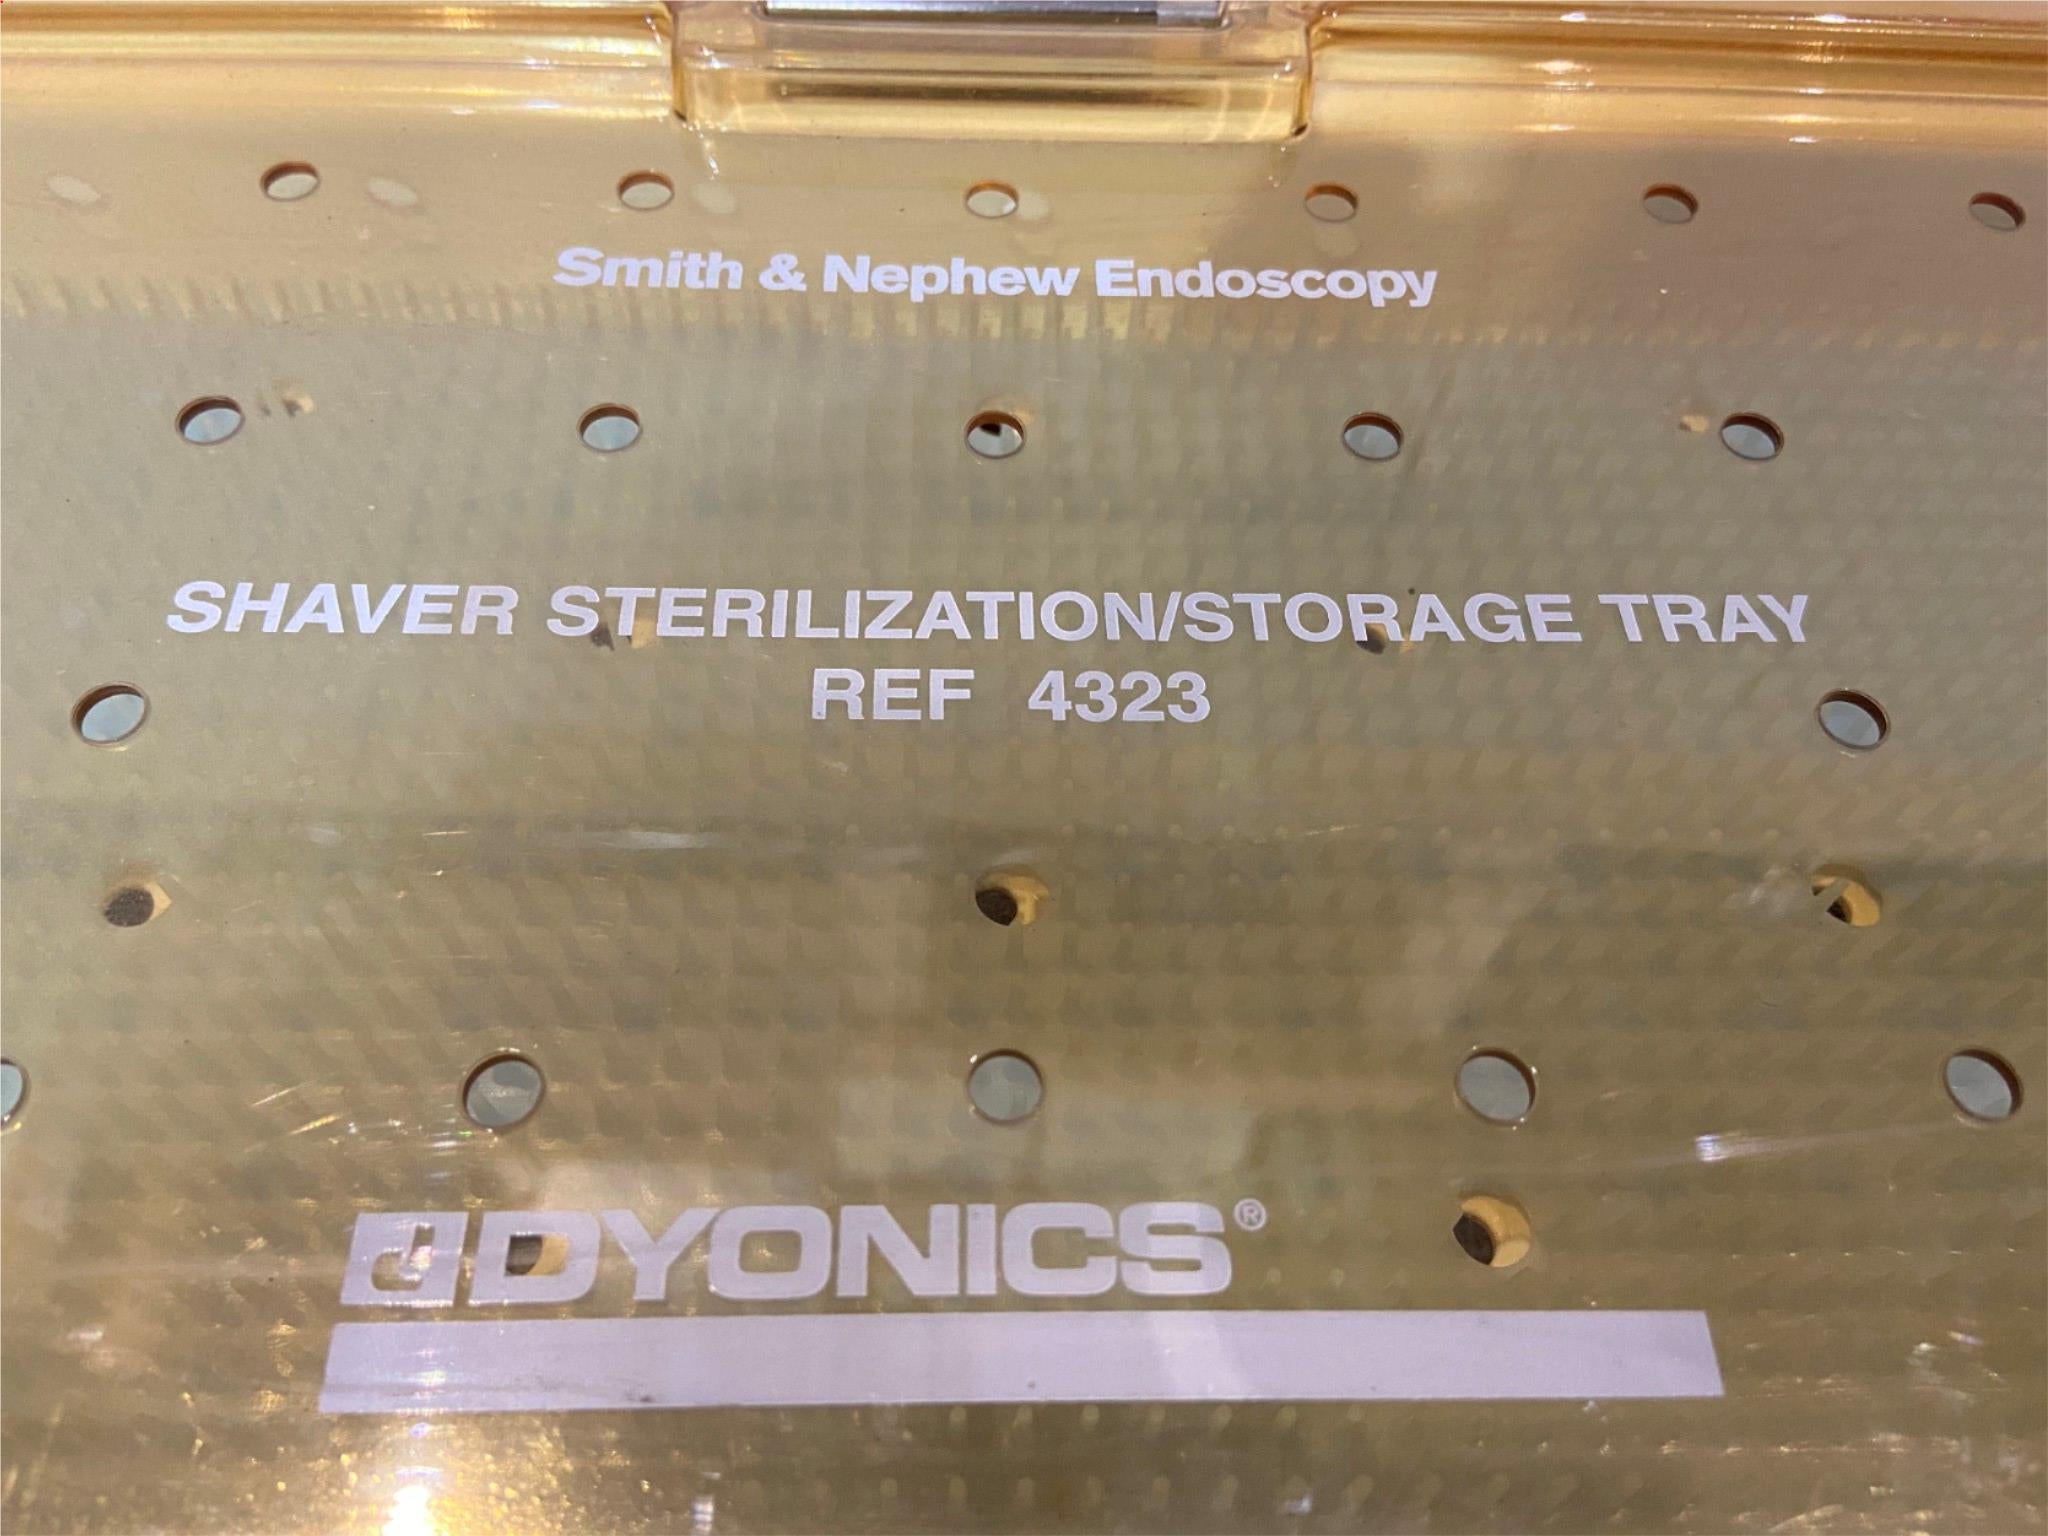 Smith & Nephew Endoscopy
SHAVER STERILIZATION/STORAGE TRAY
REF 4323
DYONICS®